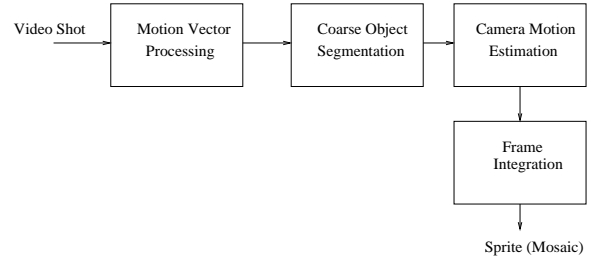 Video Shot
Motion Vector
Processing
Coarse Object
Segmentation
Camera Motion
Estimation
Frame
Integration
Sprite (Mosaic)